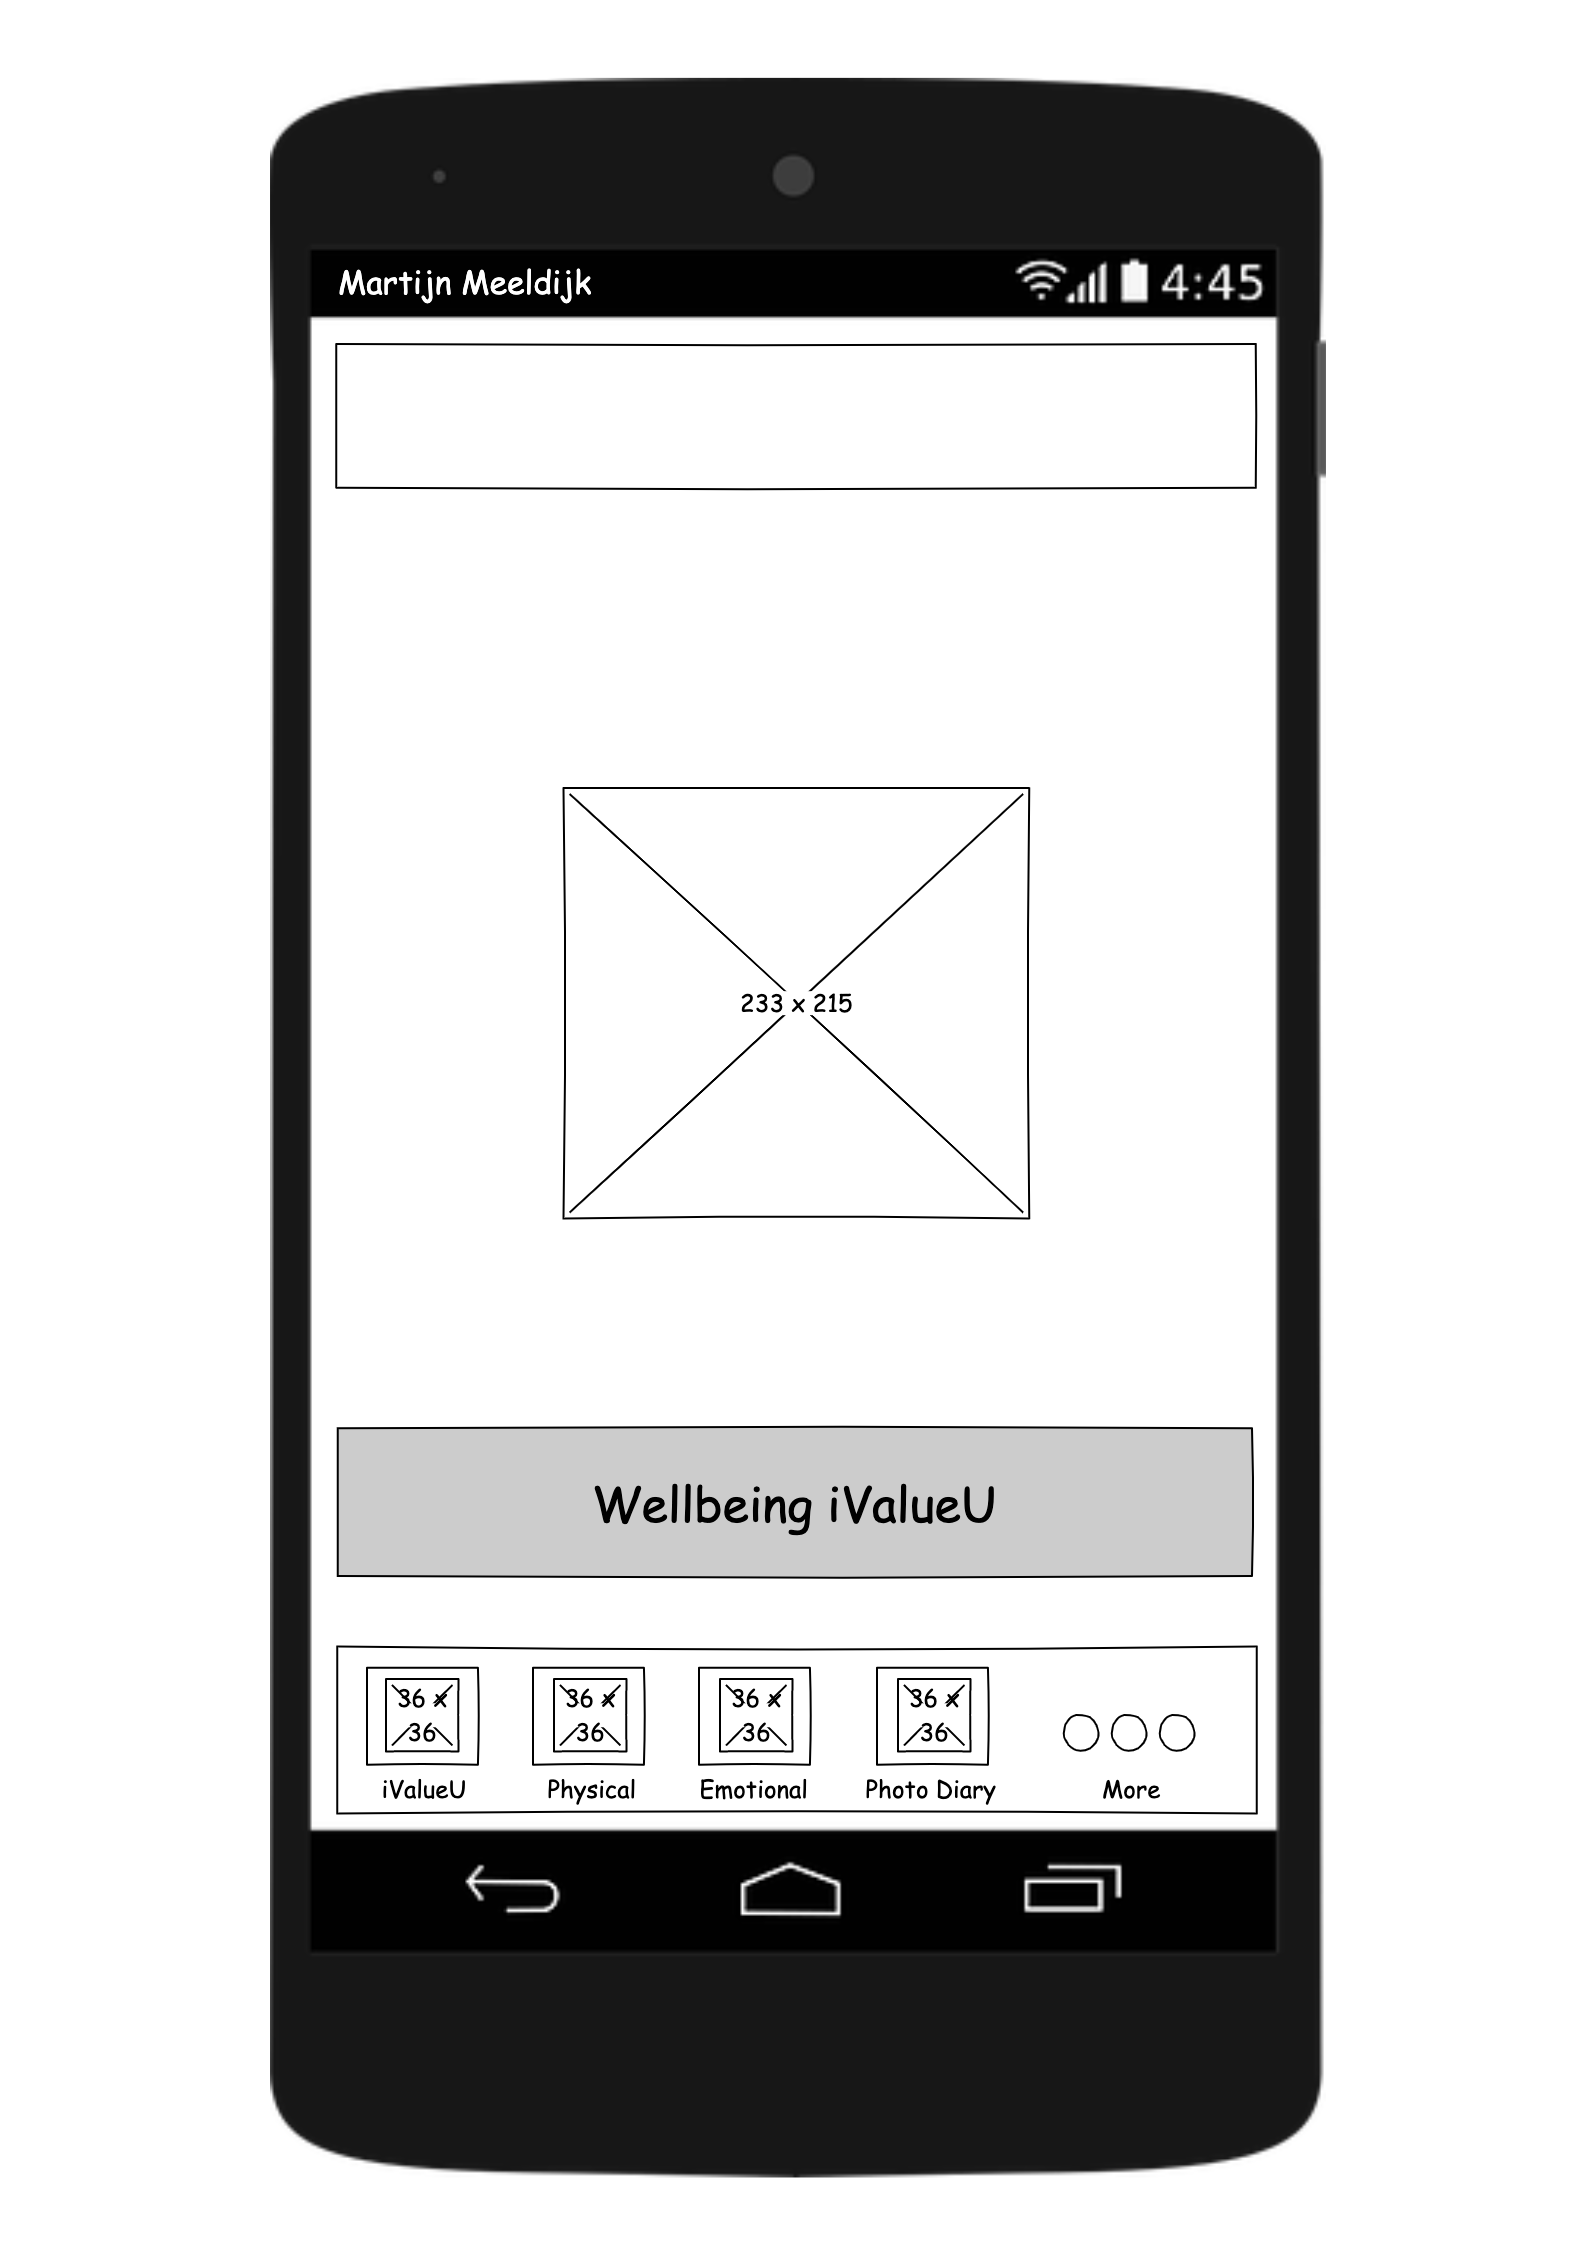 Martijn Meeldijk 4:45
233 x 215
Wellbeing iValueU
36 x 36 x 36 x 36 x
36 36 36 36
iValueU Physical Emotional Photo Diary More